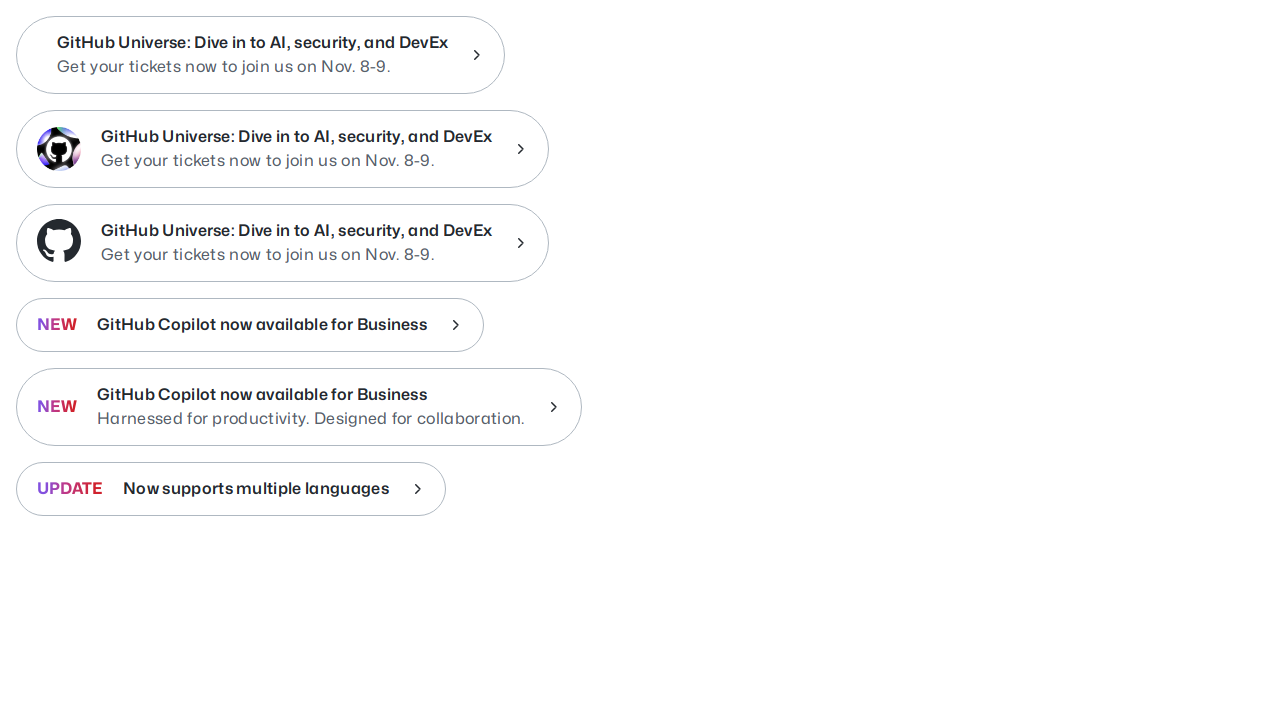 GitHub Universe: Dive in to AI, security, and DevEx
Get your tickets now to join us on Nov. 8-9.
GitHub Universe: Dive in to AI, security, and DevEx
Get your tickets now to join us on Nov. 8-9.
GitHub Universe: Dive in to AI, security, and DevEx
Get your tickets now to join us on Nov. 8-9.
NEW GitHub Copilot now available for Business
NEW GitHub Copilot now available for Business
Harnessed for productivity. Designed for collaboration.
UPDATE Now supports multiple languages